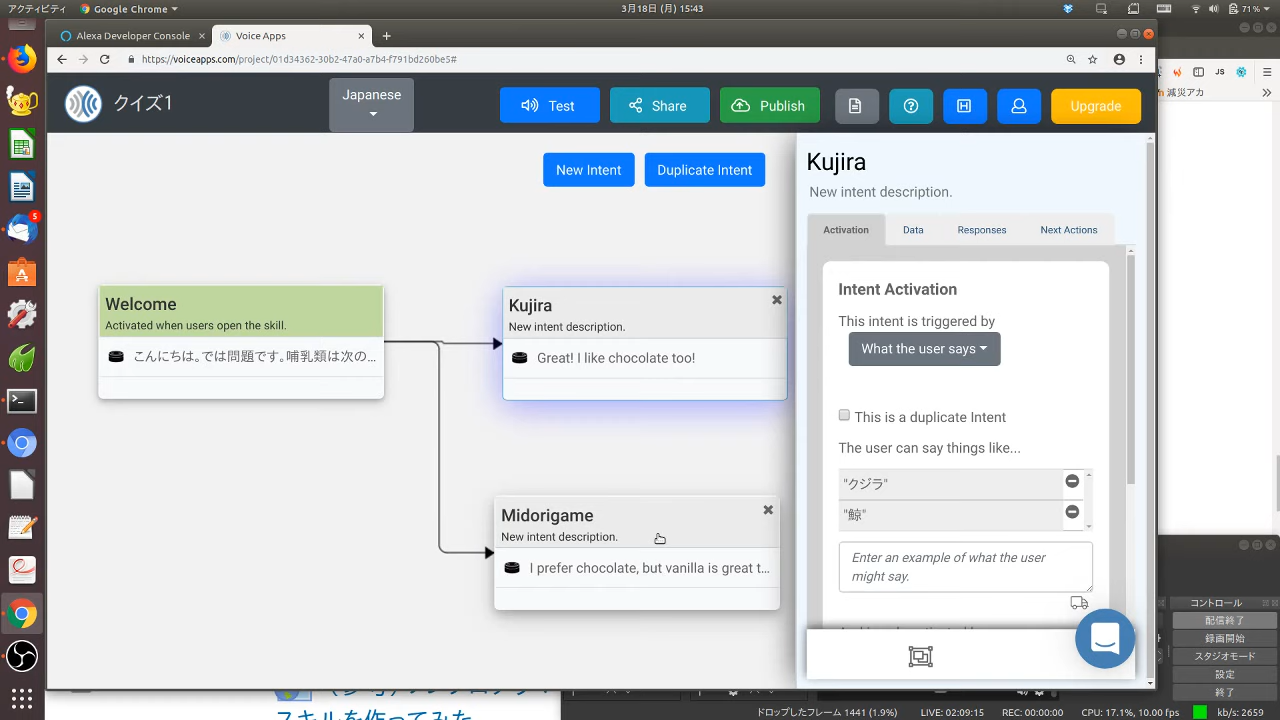 アクティビティ
Google Chrome
3月18日 (月) 15:43
71%
Alexa Developer Console
Voice Apps
https://voiceapps.com/project/01d34362-30b2-47a0-a7b4-f791bd260be5#
JS
減災アカ
クイズ1
Japanese
Test
Share
Publish
Upgrade
New Intent
Duplicate Intent
Welcome
Activated when users open the skill.
こんにちは。では問題です。哺乳類は次の...
Kujira
New intent description.
Great! I like chocolate too!
Midorigame
New intent description.
I prefer chocolate, but vanilla is great t...
Kujira
New intent description.
Activation
Data
Responses
Next Actions
Intent Activation
This intent is triggered by
What the user says
This is a duplicate Intent
The user can say things like...
"クジラ"
"鯨"
Enter an example of what the user might say.
5
コントロール
配信終了
録画開始
スタジオモード
設定
終了
スキルを作ってみた
ドロップしたフレーム 1441 (1.9%)
LIVE: 02:09:15
REC: 00:00:00
CPU: 17.1%, 10.00 fps
kb/s: 2659